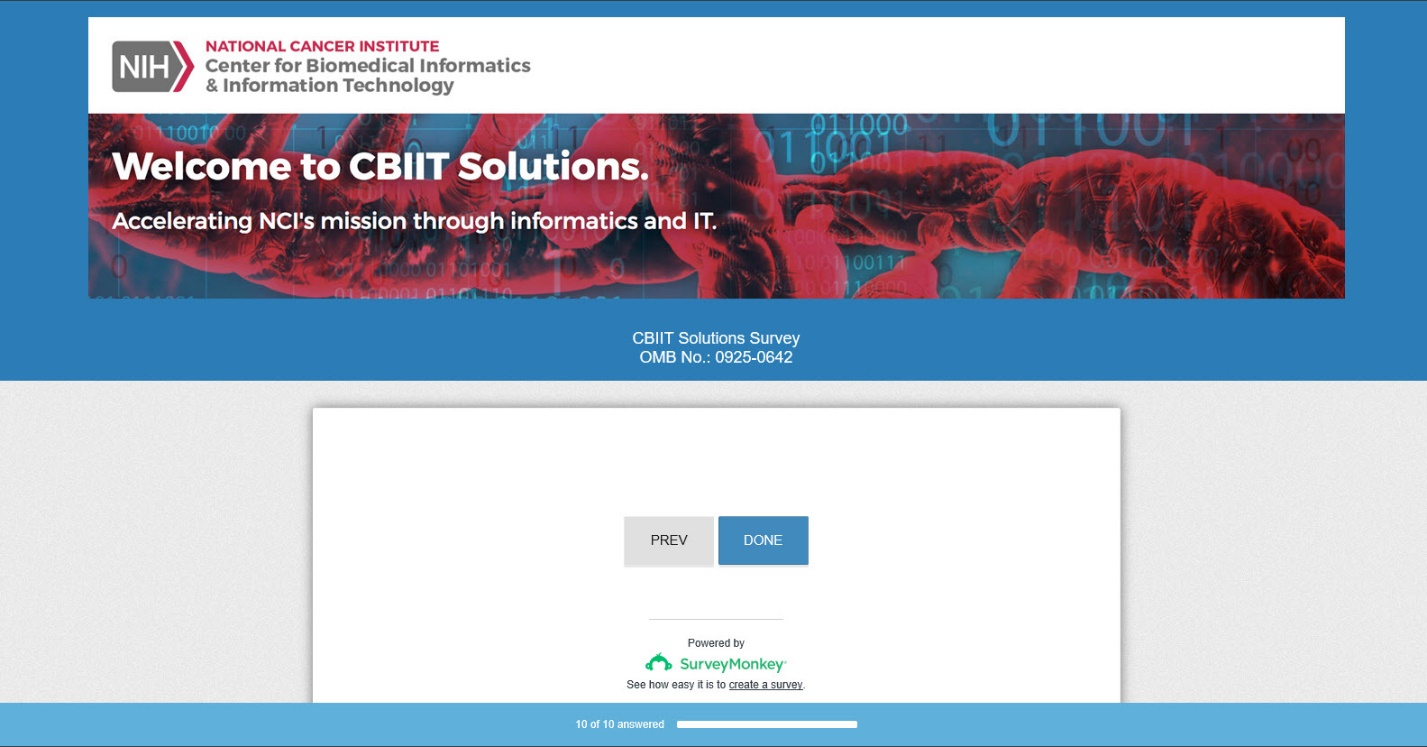 NIH
NATIONAL CANCER INSTITUTE
Center for Biomedical Informatics
& Information Technology
Welcome to CBIIT Solutions.
Accelerating NCI's mission through informatics and IT.
CBIIT Solutions Survey
OMB No.: 0925-0642
PREV
DONE
Powered by
SurveyMonkey
See how easy it is to create a survey.
10 of 10 answered